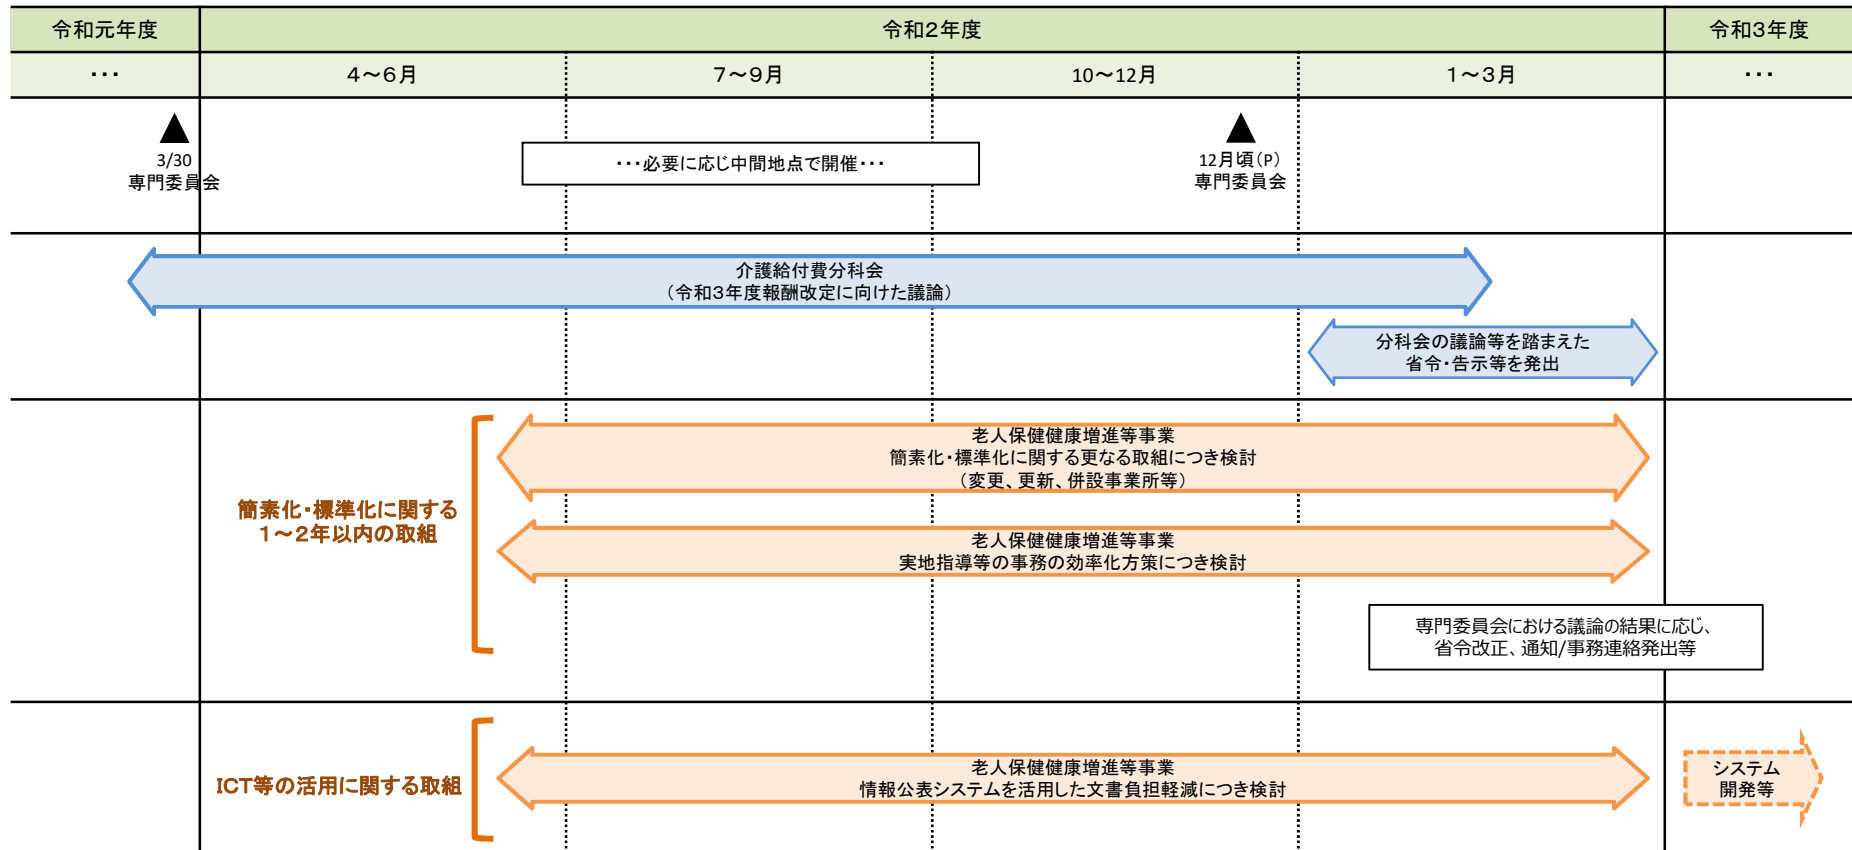 令和元年度
令和2年度
令和3年度
･･･
4～6月
7～9月
10～12月
1～3月
･･･
3/30
専門委員会
･･･必要に応じ中間地点で開催･･･
12月頃(P)
専門委員会
介護給付費分科会
（令和3年度報酬改定に向けた議論）
分科会の議論等を踏まえた
省令・告示等を発出
簡素化・標準化に関する
1～2年以内の取組
老人保健健康増進等事業
簡素化・標準化に関する更なる取組につき検討
（変更、更新、併設事業所等）
老人保健健康増進等事業
実地指導等の事務の効率化方策につき検討
専門委員会における議論の結果に応じ、
省令改正、通知/事務連絡発出等
ICT等の活用に関する取組
老人保健健康増進等事業
情報公表システムを活用した文書負担軽減につき検討
システム
開発等